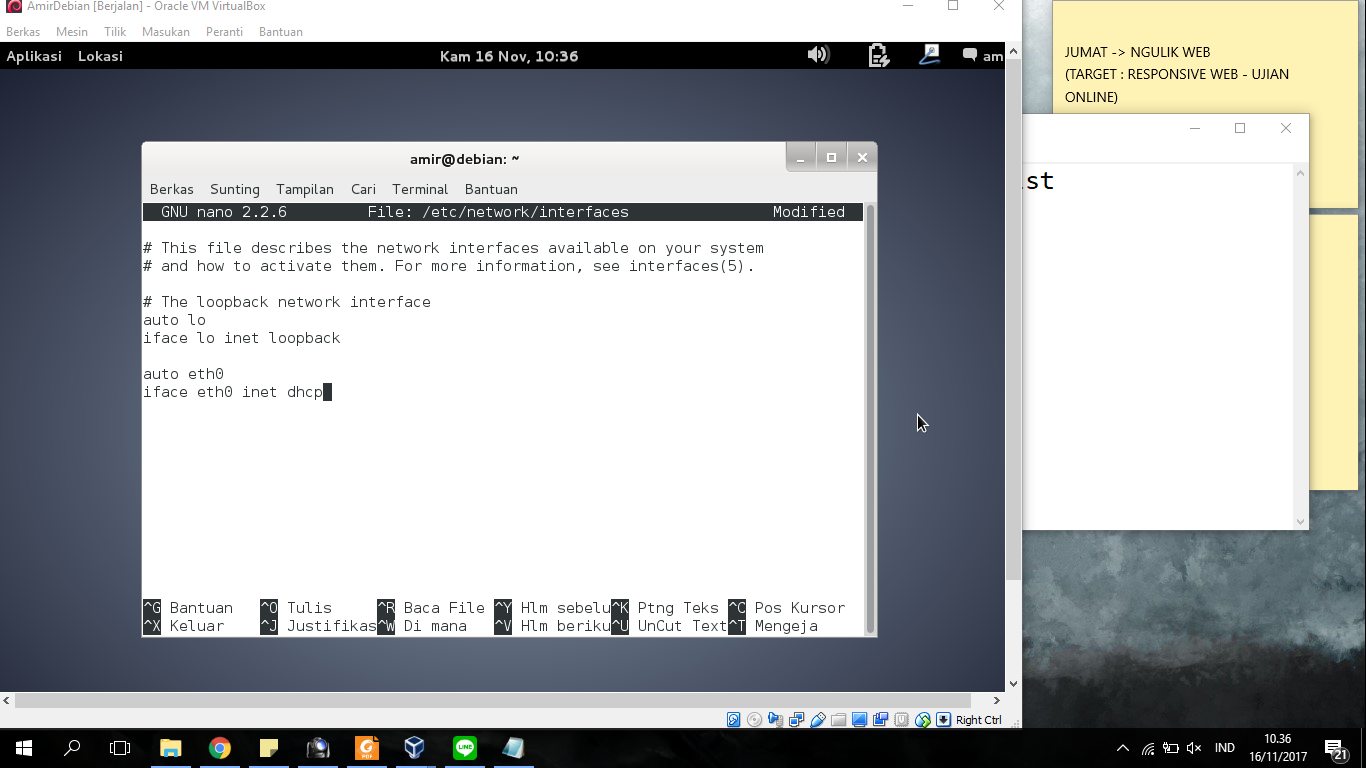 AmirDebian [Berjalan] - Oracle VM VirtualBox
Berkas Mesin Tilik Masukan Peranti Bantuan
Aplikasi Lokasi Kam 16 Nov, 10:36 am
amir@debian: ~
Berkas Sunting Tampilan Cari Terminal Bantuan
GNU nano 2.2.6 File: /etc/network/interfaces Modified
# This file describes the network interfaces available on your system
# and how to activate them. For more information, see interfaces(5).
# The loopback network interface
auto lo
iface lo inet loopback
auto eth0
iface eth0 inet dhcp
^G Bantuan ^O Tulis ^R Baca File ^Y Hlm sebelu ^K Ptng Teks ^C Pos Kursor
^X Keluar ^J Justifikas ^W Di mana ^V Hlm beriku ^U UnCut Text ^T Mengeja
Right Ctrl
JUMAT -> NGULIK WEB
(TARGET : RESPONSIVE WEB - UJIAN
ONLINE)
st
PDF
LINE
IND
10.36
16/11/2017
21